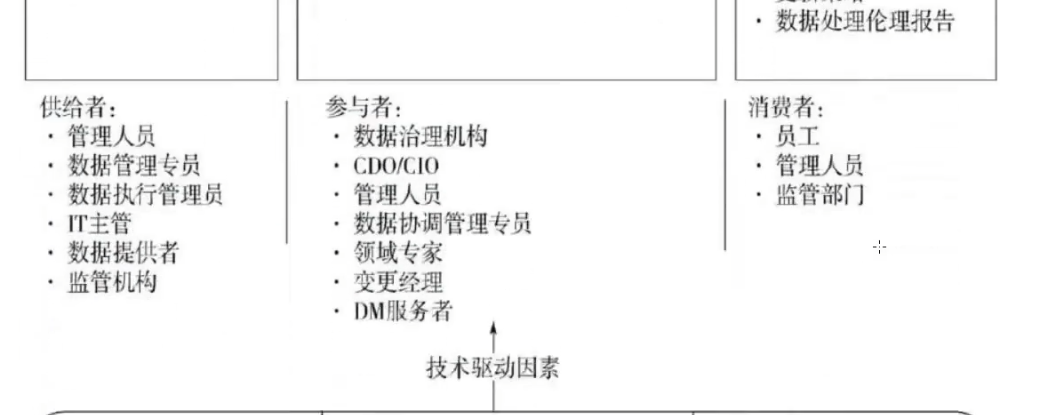 · 数据处理伦理报告
供给者：
· 管理人员
· 数据管理专员
· 数据执行管理员
· IT主管
· 数据提供者
· 监管机构
参与者：
· 数据治理机构
· CDO/CIO
· 管理人员
· 数据协调管理专员
· 领域专家
· 变更经理
· DM服务者
消费者：
· 员工
· 管理人员
· 监管部门
技术驱动因素